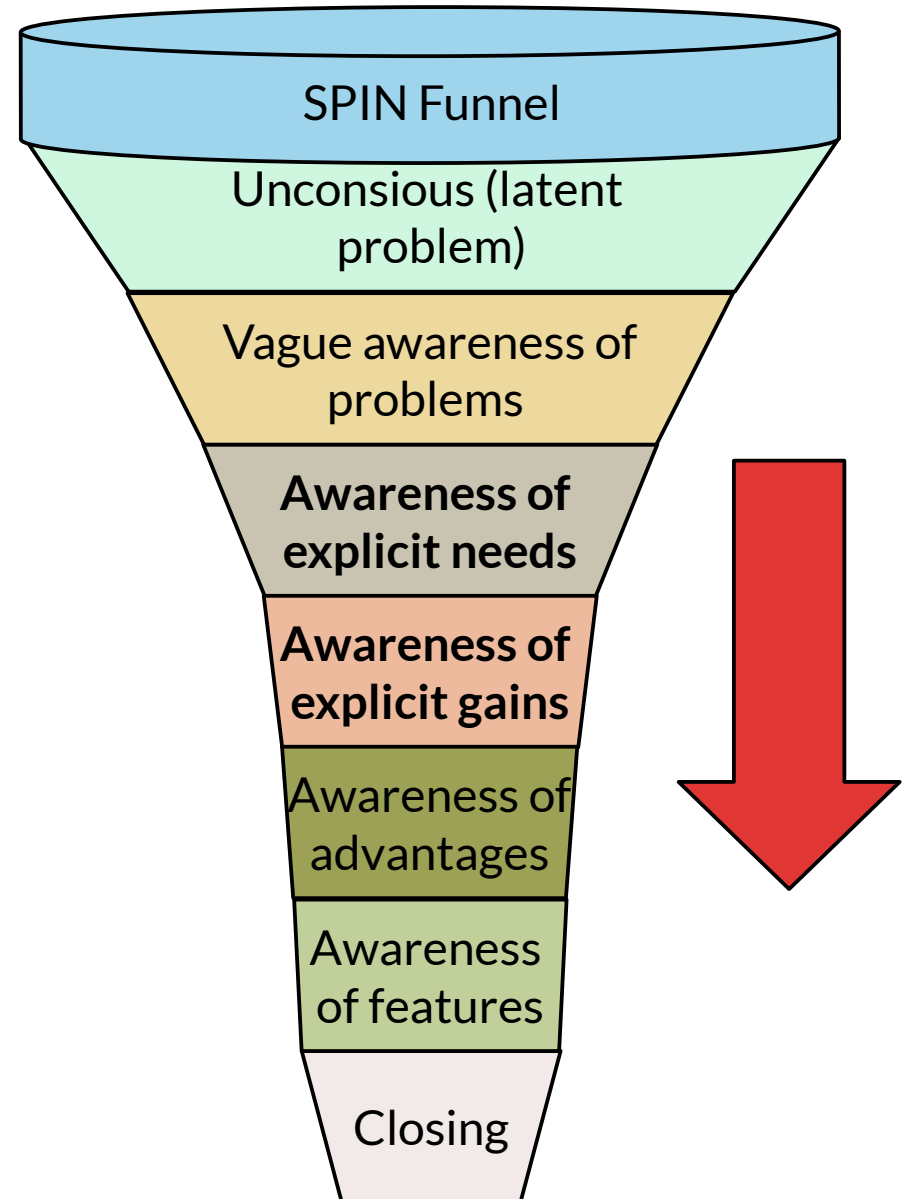 SPIN Funnel
Unconsious (latent
problem)
Vague awareness of
problems
Awareness of
explicit needs
Awareness of
explicit gains
Awareness of
advantages
Awareness
of features
Closing